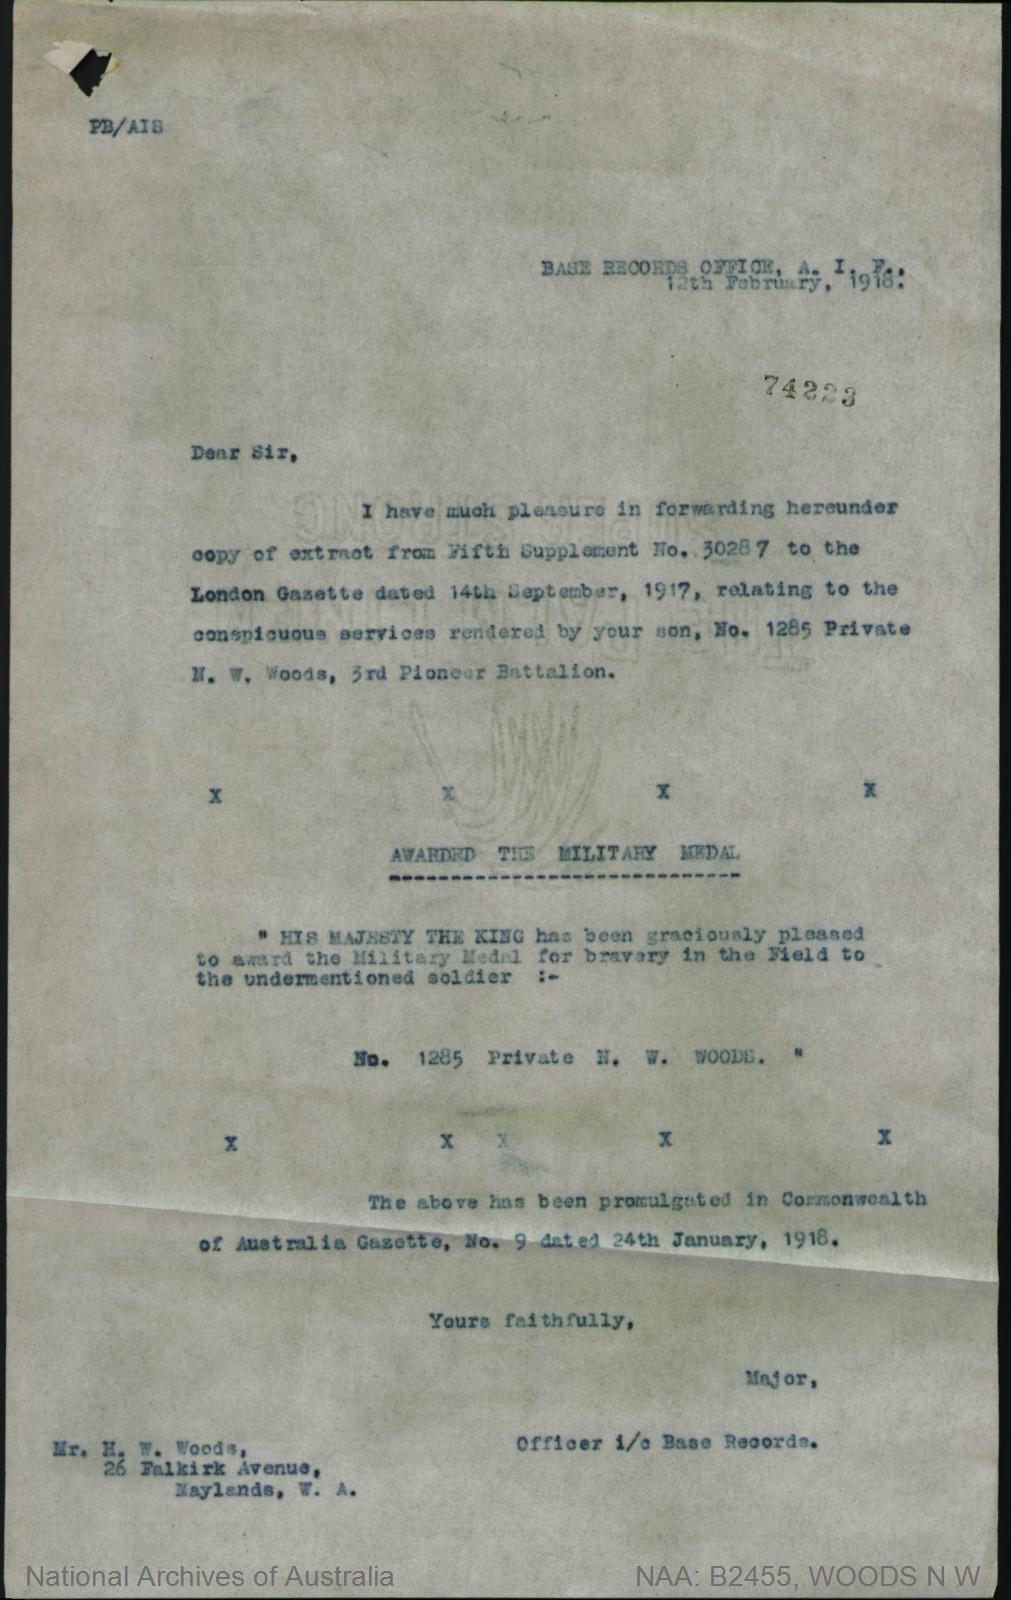 PB/AIS
BASE RECORDS OFFICE, A. I. F.,
12th February, 1918.
74223
Dear Sir,
I have much pleasure in forwarding hereunder
copy of extract from Fifth Supplement No. 30287 to the
London Gazette dated 14th September, 1917, relating to the
conspicuous services rendered by your son, No. 1285 Private
N. W. Woods, 3rd Pioneer Battalion.
X X X X
AWARDED THE MILITARY MEDAL
" HIS MAJESTY THE KING has been graciously pleased
to award the Military Medal for bravery in the Field to
the undermentioned soldier :-
No. 1285 Private N. W. WOODS. "
X X X X X
The above has been promulgated in Commonwealth
of Australia Gazette, No. 9 dated 24th January, 1918.
Yours faithfully,
Major,
Officer i/c Base Records.
Mr. H. W. Woods,
26 Falkirk Avenue,
Maylands, W. A.
National Archives of Australia
NAA: B2455, WOODS N W